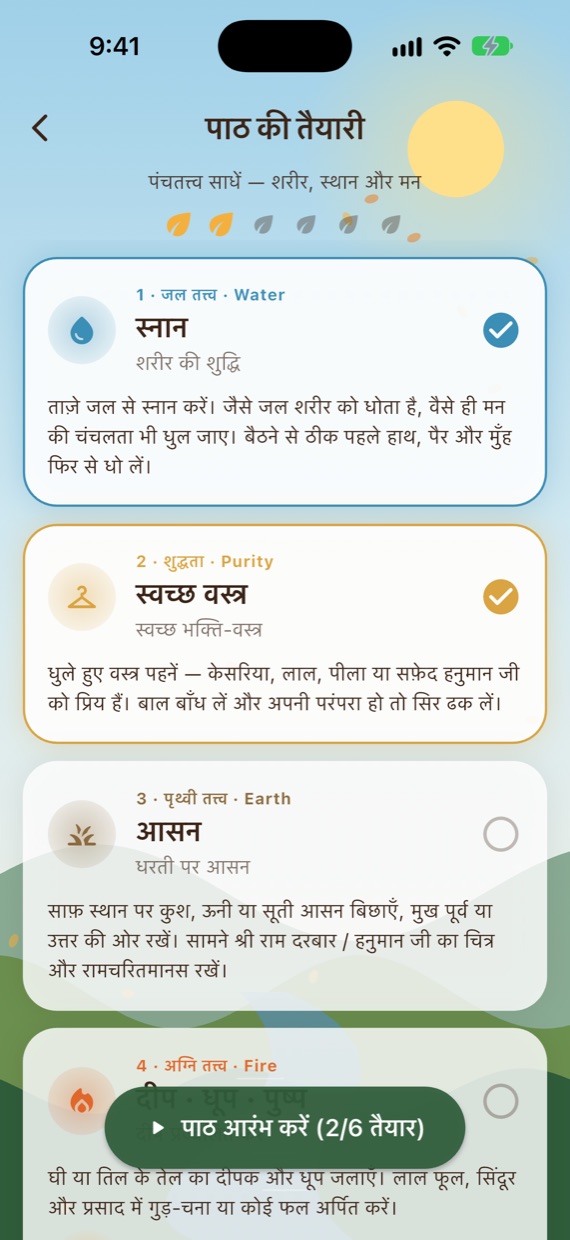 9:41
पाठ की तैयारी
पंचतत्त्व साधें — शरीर, स्थान और मन
1 · जल तत्त्व · Water
स्नान
शरीर की शुद्धि
ताज़े जल से स्नान करें। जैसे जल शरीर को धोता है, वैसे ही मन
की चंचलता भी धुल जाए। बैठने से ठीक पहले हाथ, पैर और मुँह
फिर से धो लें।
2 · शुद्धता · Purity
स्वच्छ वस्त्र
स्वच्छ भक्ति-वस्त्र
धुले हुए वस्त्र पहनें — केसरिया, लाल, पीला या सफ़ेद हनुमान जी
को प्रिय हैं। बाल बाँध लें और अपनी परंपरा हो तो सिर ढक लें।
3 · पृथ्वी तत्त्व · Earth
आसन
धरती पर आसन
साफ़ स्थान पर कुश, ऊनी या सूती आसन बिछाएँ, मुख पूर्व या
उत्तर की ओर रखें। सामने श्री राम दरबार / हनुमान जी का चित्र
और रामचरितमानस रखें।
4 · अग्नि तत्त्व · Fire
दीप · धूप · पुष्प
पाठ आरंभ करें (2/6 तैयार)
घी या तिल के तेल का दीपक और धूप जलाएँ। लाल फूल, सिंदूर
और प्रसाद में गुड़-चना या कोई फल अर्पित करें।